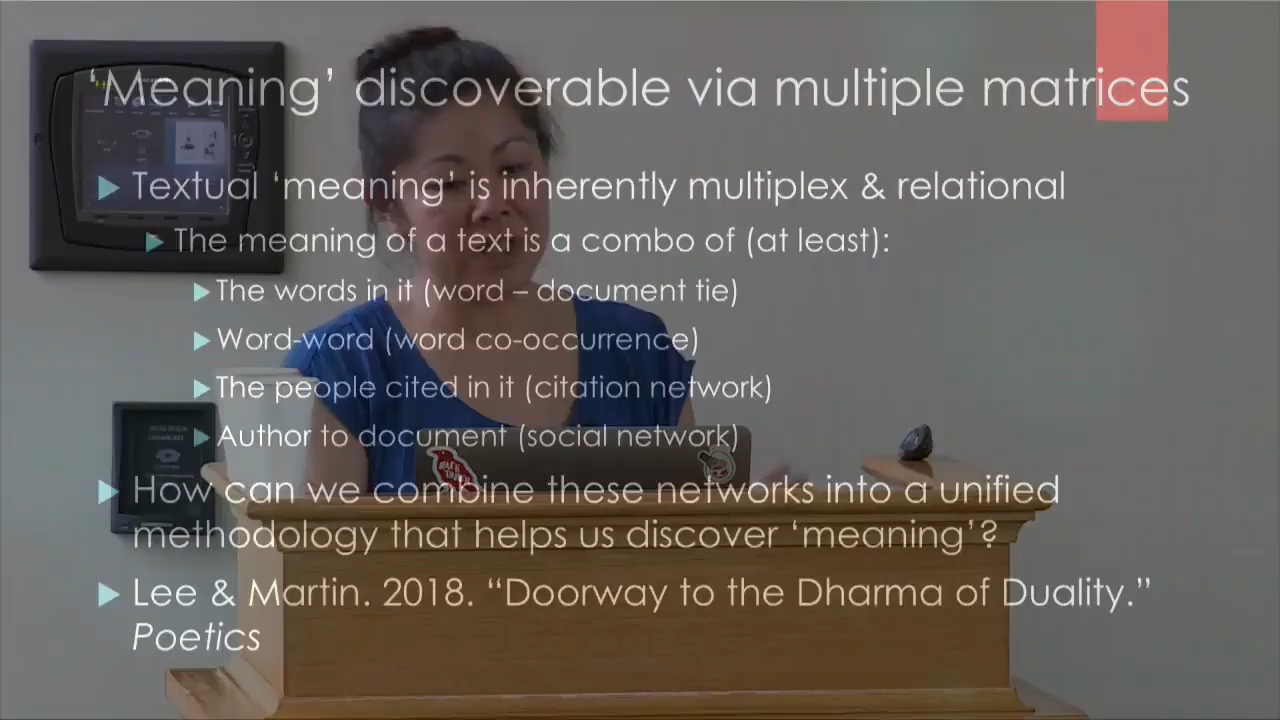 ‘Meaning’ discoverable via multiple matrices
Textual ‘meaning’ is inherently multiplex & relational
The meaning of a text is a combo of (at least):
The words in it (word – document tie)
Word-word (word co-occurrence)
The people cited in it (citation network)
Author to document (social network)
How can we combine these networks into a unified
methodology that helps us discover ‘meaning’?
Lee & Martin. 2018. “Doorway to the Dharma of Duality.”
Poetics